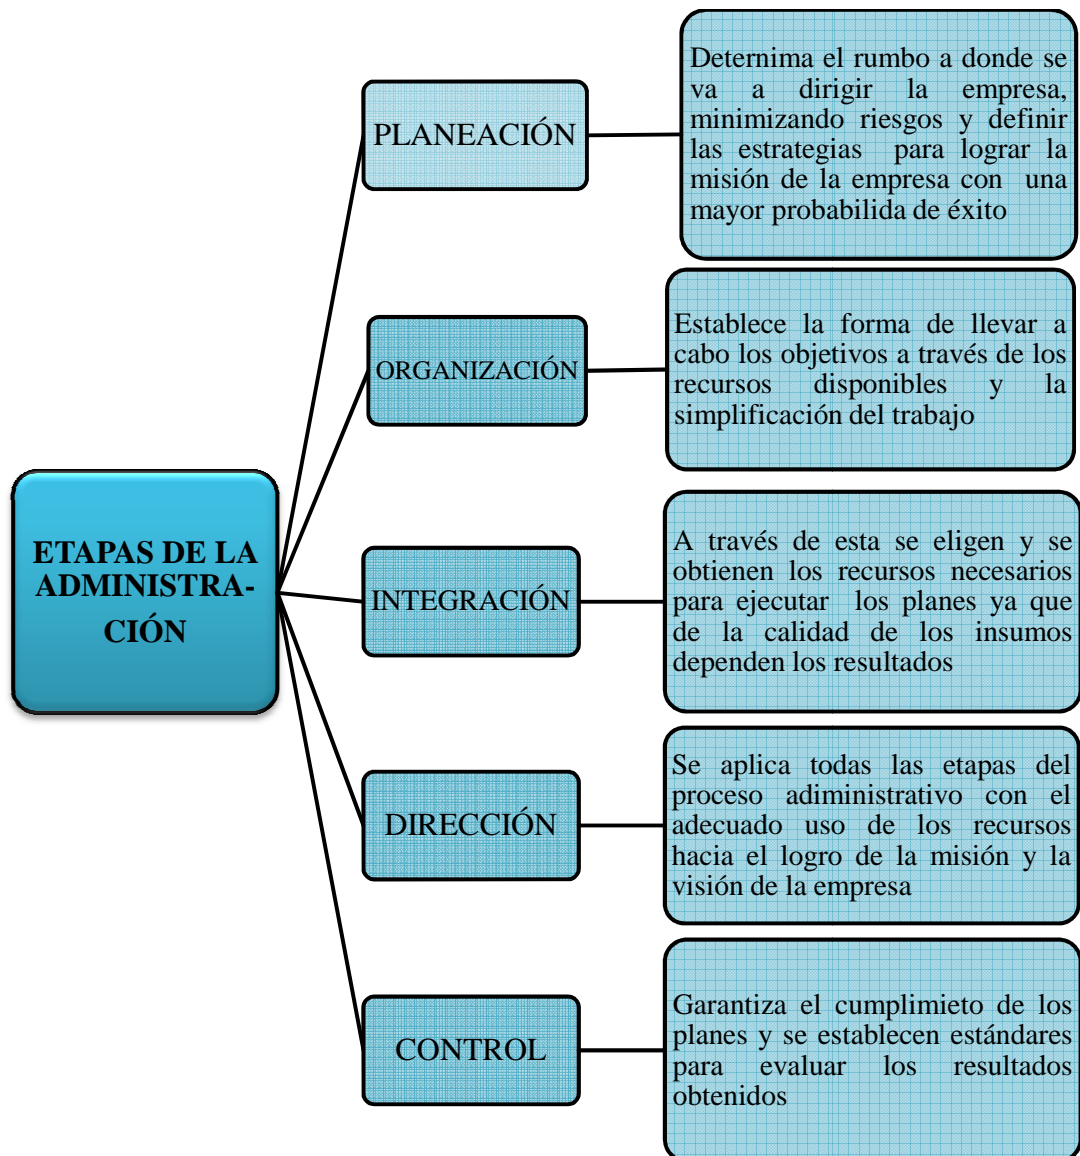 ETAPAS DE LA
ADMINISTRA-
CIÓN
PLANEACIÓN
Deternima el rumbo a donde se
va a dirigir la empresa,
minimizando riesgos y definir
las estrategias para lograr la
misión de la empresa con una
mayor probabilida de éxito
ORGANIZACIÓN
Establece la forma de llevar a
cabo los objetivos a través de los
recursos disponibles y la
simplificación del trabajo
INTEGRACIÓN
A través de esta se eligen y se
obtienen los recursos necesarios
para ejecutar los planes ya que
de la calidad de los insumos
dependen los resultados
DIRECCIÓN
Se aplica todas las etapas del
proceso adiministrativo con el
adecuado uso de los recursos
hacia el logro de la misión y la
visión de la empresa
CONTROL
Garantiza el cumplimieto de los
planes y se establecen estándares
para evaluar los resultados
obtenidos